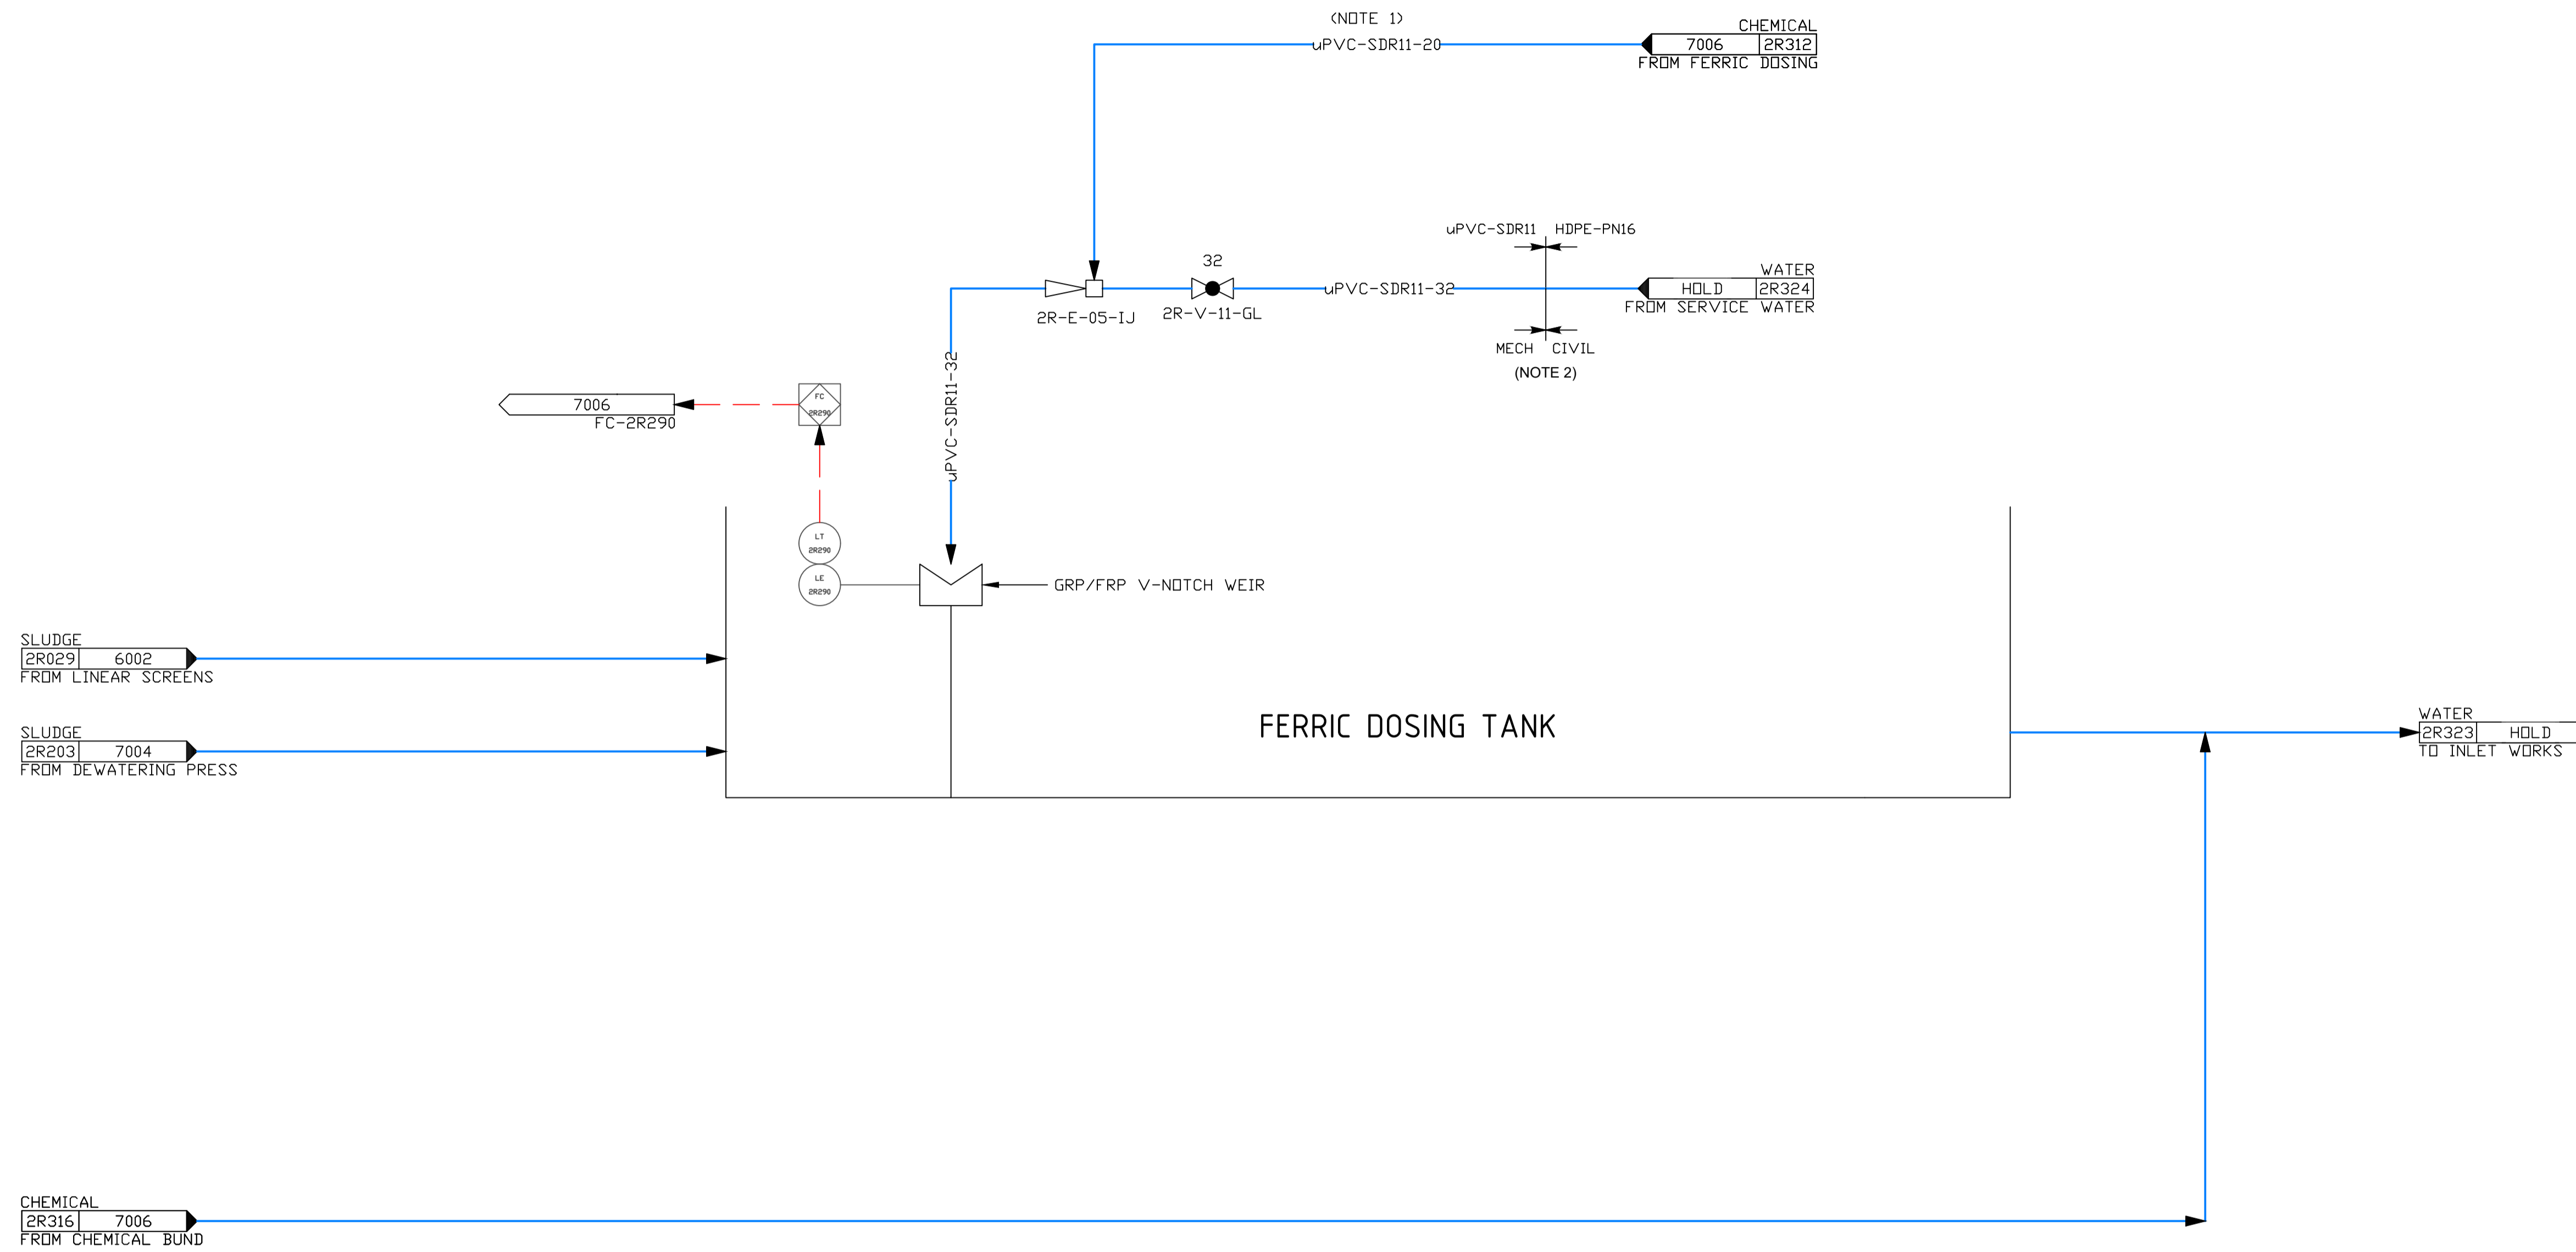 (NOTE 1)
uPVC-SDR11-20
CHEMICAL
7006 2R312
FROM FERRIC DOSING
uPVC-SDR11 HDPE-PN16
32
WATER
uPVC-SDR11-32
HOLD 2R324
FROM SERVICE WATER
2R-E-05-IJ
2R-V-11-GL
MECH CIVIL
(NOTE 2)
uPVC-SDR11-32
7006
FC-2R290
FC
2R290
LT
2R290
LE
2R290
GRP/FRP V-NOTCH WEIR
SLUDGE
2R029 6002
FROM LINEAR SCREENS
SLUDGE
2R203 7004
FROM DEWATERING PRESS
FERRIC DOSING TANK
WATER
2R323 HOLD
TO INLET WORKS
CHEMICAL
2R316 7006
FROM CHEMICAL BUND